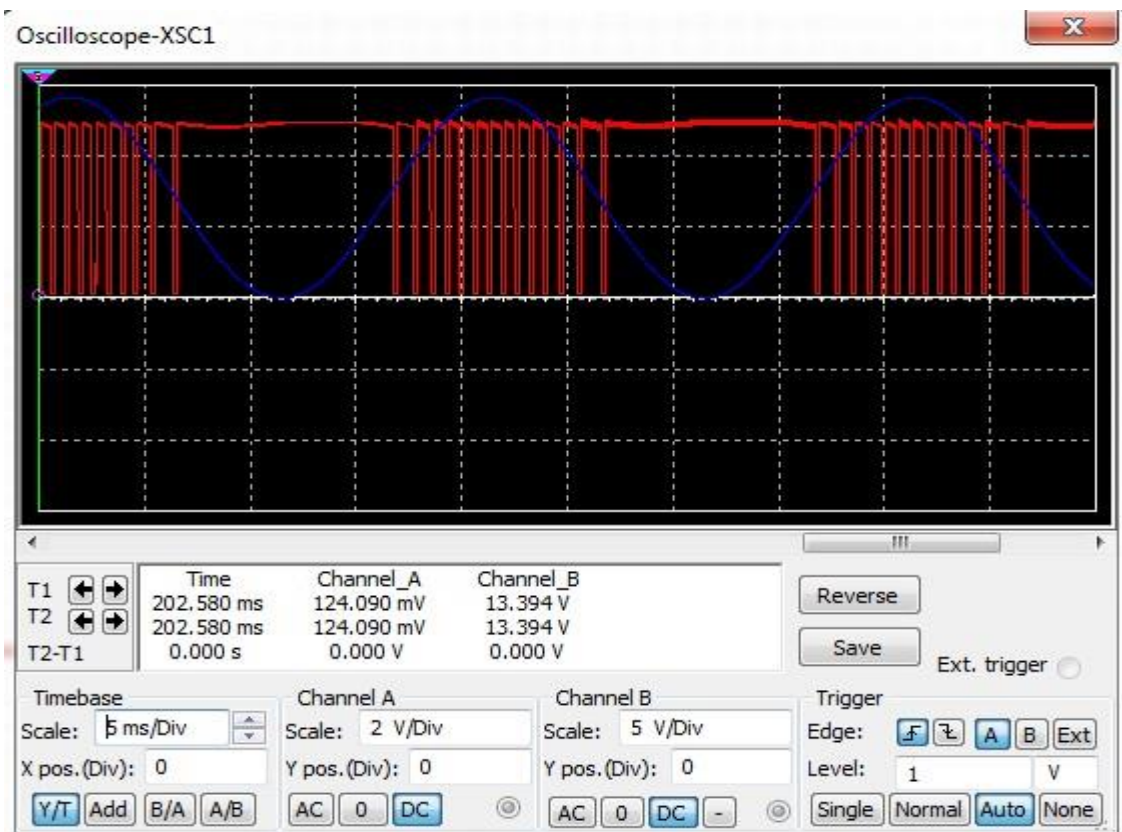 Oscilloscope-XSC1
Time Channel_A Channel_B
T1 202.580 ms 124.090 mV 13.394 V
T2 202.580 ms 124.090 mV 13.394 V
T2-T1 0.000 s 0.000 V 0.000 V
Reverse
Save
Ext. trigger
Timebase
Scale: 5 ms/Div
X pos.(Div): 0
Y/T Add B/A A/B
Channel A
Scale: 2 V/Div
Y pos.(Div): 0
AC 0 DC
Channel B
Scale: 5 V/Div
Y pos.(Div): 0
AC 0 DC -
Trigger
Edge: A B Ext
Level: 1 V
Single Normal Auto None